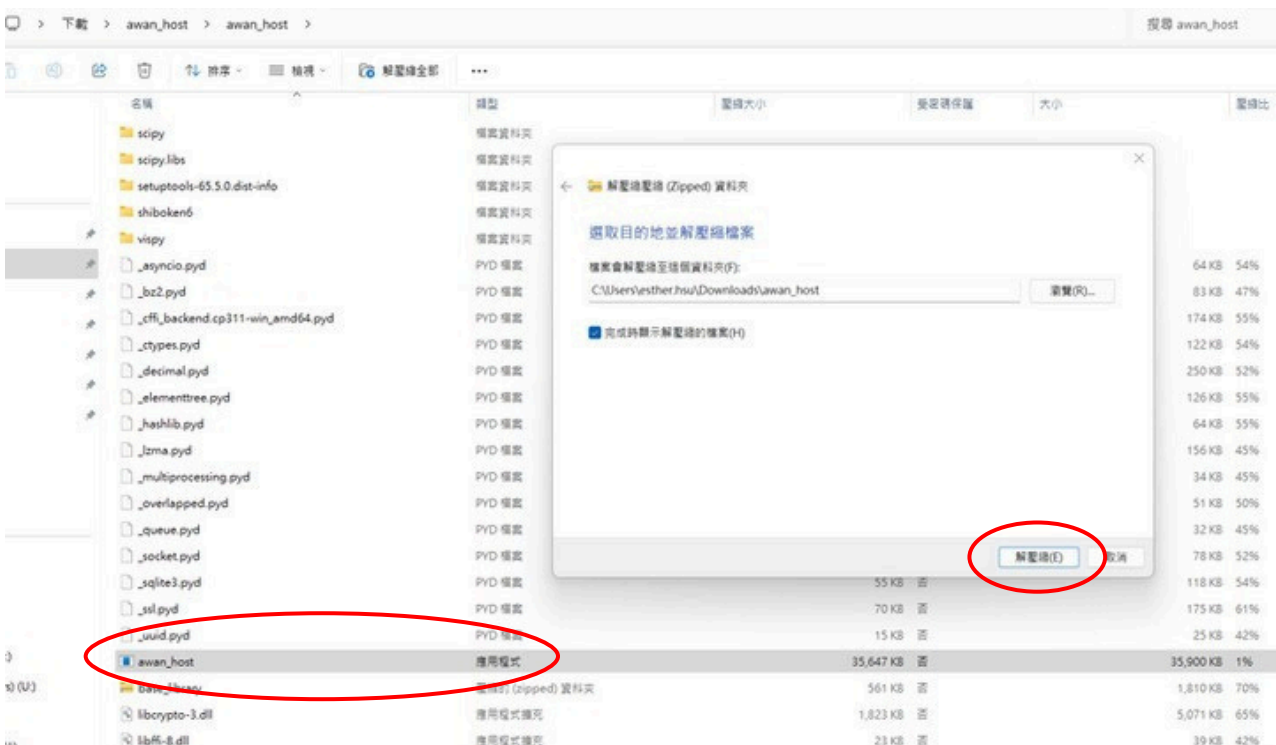 下載 > awan_host > awan_host >
搜尋 awan_host
排序
檢視
解壓縮全部
...
名稱 類型 壓縮大小 受密碼保護 大小 壓縮比
scipy 檔案資料夾
scipy.libs 檔案資料夾
setuptools-65.5.0.dist-info 檔案資料夾
shiboken6 檔案資料夾
vispy 檔案資料夾
_asyncio.pyd PYD 檔案 64 KB 54%
_bz2.pyd PYD 檔案 83 KB 47%
_cffi_backend.cp311-win_amd64.pyd PYD 檔案 174 KB 55%
_ctypes.pyd PYD 檔案 122 KB 54%
_decimal.pyd PYD 檔案 250 KB 52%
_elementtree.pyd PYD 檔案 126 KB 55%
_hashlib.pyd PYD 檔案 64 KB 55%
_lzma.pyd PYD 檔案 156 KB 45%
_multiprocessing.pyd PYD 檔案 34 KB 45%
_overlapped.pyd PYD 檔案 51 KB 50%
_queue.pyd PYD 檔案 32 KB 45%
_socket.pyd PYD 檔案 78 KB 52%
_sqlite3.pyd PYD 檔案 55 KB 否 118 KB 54%
_ssl.pyd PYD 檔案 70 KB 否 175 KB 61%
_uuid.pyd PYD 檔案 15 KB 否 25 KB 42%
awan_host 應用程式 35,647 KB 否 35,900 KB 1%
base_library 壓縮的 (zipped) 資料夾 561 KB 否 1,810 KB 70%
libcrypto-3.dll 應用程式擴充 1,823 KB 否 5,071 KB 65%
libffi-8.dll 應用程式擴充 23 KB 否 39 KB 42%
解壓縮壓縮 (Zipped) 資料夾
選取目的地並解壓縮檔案
檔案會解壓縮至這個資料夾(F):
C:\Users\esther.hsu\Downloads\awan_host
瀏覽(R)...
完成時顯示解壓縮的檔案(H)
解壓縮(E)
取消
s) (U:)